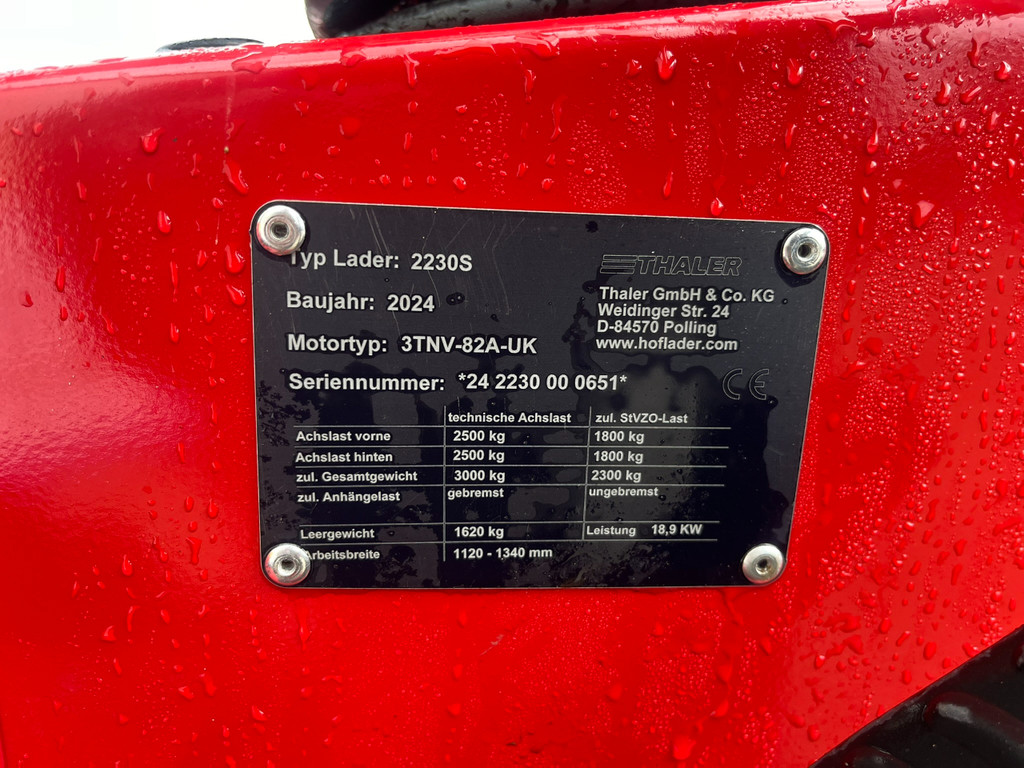 Typ Lader: 2230S
THALER
Baujahr: 2024
Thaler GmbH & Co. KG
Weidinger Str. 24
D-84570 Polling
www.hoflader.com
Motortyp: 3TNV-82A-UK
Seriennummer: *24 2230 00 0651*
CE
technische Achslast zul. StVZO-Last
Achslast vorne 2500 kg 1800 kg
Achslast hinten 2500 kg 1800 kg
zul. Gesamtgewicht 3000 kg 2300 kg
zul. Anhängelast gebremst ungebremst
Leergewicht 1620 kg Leistung 18,9 KW
Arbeitsbreite 1120 - 1340 mm